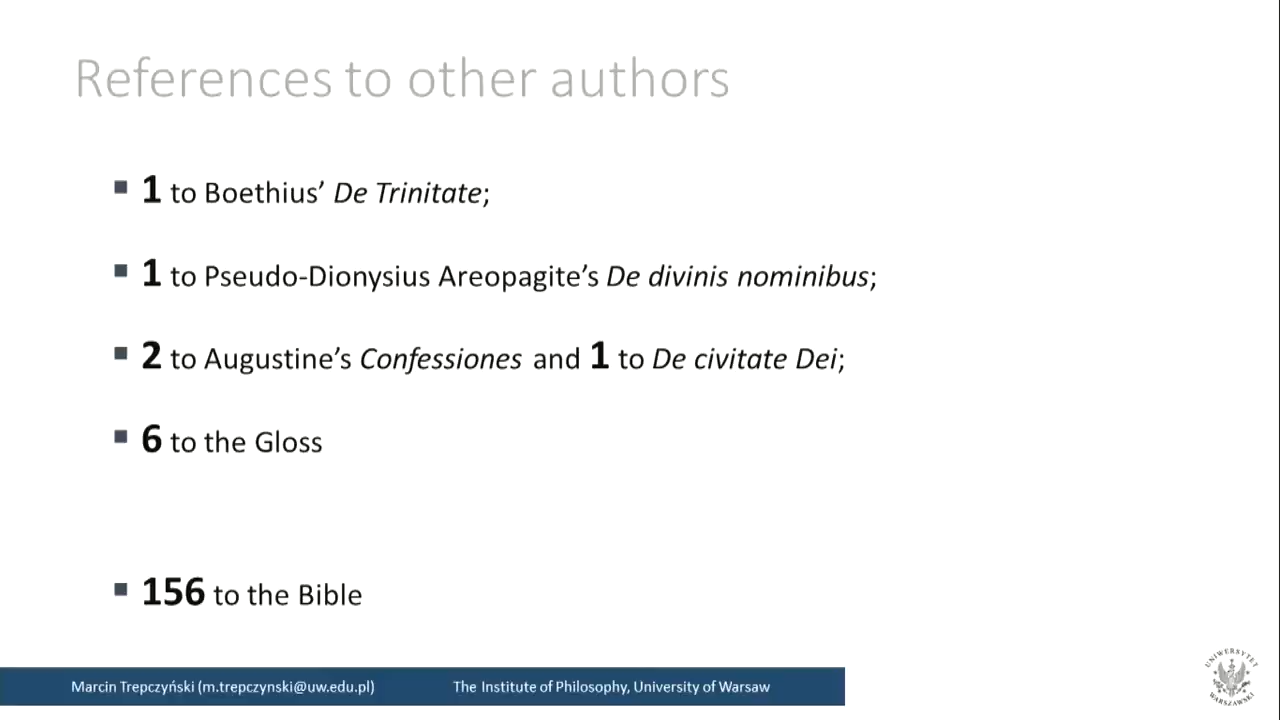 References to other authors
1 to Boethius’ De Trinitate;
1 to Pseudo-Dionysius Areopagite’s De divinis nominibus;
2 to Augustine’s Confessiones and 1 to De civitate Dei;
6 to the Gloss
156 to the Bible
Marcin Trepczyński (m.trepczynski@uw.edu.pl) The Institute of Philosophy, University of Warsaw
UNIWERSYTET
WARSZAWSKI